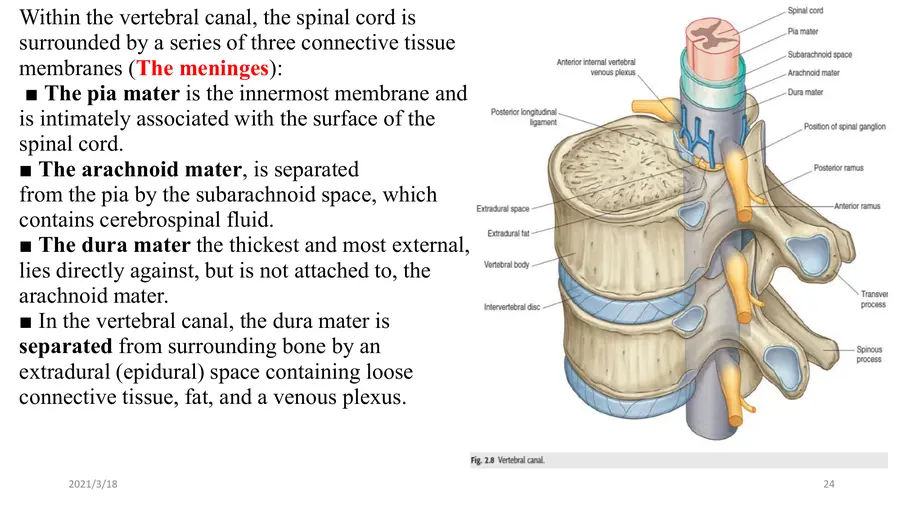 Within the vertebral canal, the spinal cord is
surrounded by a series of three connective tissue
membranes (The meninges):
■ The pia mater is the innermost membrane and
is intimately associated with the surface of the
spinal cord.
■ The arachnoid mater, is separated
from the pia by the subarachnoid space, which
contains cerebrospinal fluid.
■ The dura mater the thickest and most external,
lies directly against, but is not attached to, the
arachnoid mater.
■ In the vertebral canal, the dura mater is
separated from surrounding bone by an
extradural (epidural) space containing loose
connective tissue, fat, and a venous plexus.
Spinal cord
Pia mater
Subarachnoid space
Arachnoid mater
Dura mater
Position of spinal ganglion
Posterior ramus
Anterior ramus
Transver
process
Spinous
process
Anterior internal vertebral
venous plexus
Posterior longitudinal
ligament
Extradural space
Extradural fat
Vertebral body
Intervertebral disc
Fig. 2.8 Vertebral canal.
2021/3/18
24